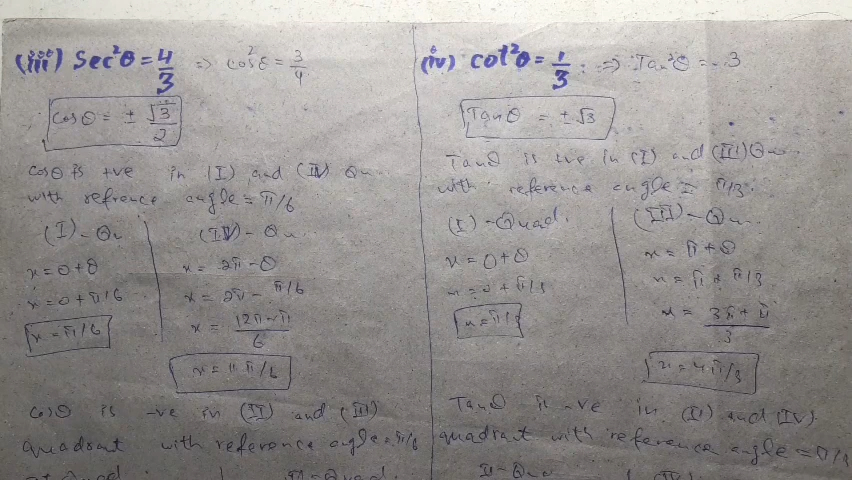 (iii) Sec²θ = 4/3 ⇒ cos²θ = 3/4
cosθ = ± √3/2
cosθ is +ve in (I) and (IV) Qu
with refrence angle = π/6
(I) - Qu
x = 0 + θ
x = 0 + π/6
x = π/6
(IV) - Qu
x = 2π - θ
x = 2π - π/6
x = 12π - π/6
x = 11π/6
cosθ is -ve in (II) and (III)
quadrant with reference angle = π/6
(iv) cot²θ = 1/3 ⇒ Tan²θ = 3
Tanθ = ± √3
Tanθ is +ve in (I) and (III) Qu
with reference angle = π/3
(I) - Quad.
x = 0 + θ
x = 0 + π/3
x = π/3
(III) - Qu
x = π + θ
x = π + π/3
x = 3π + π/3
x = 4π/3
Tanθ is -ve in (II) and (IV)
quadrant with reference angle = π/3
II - Qua